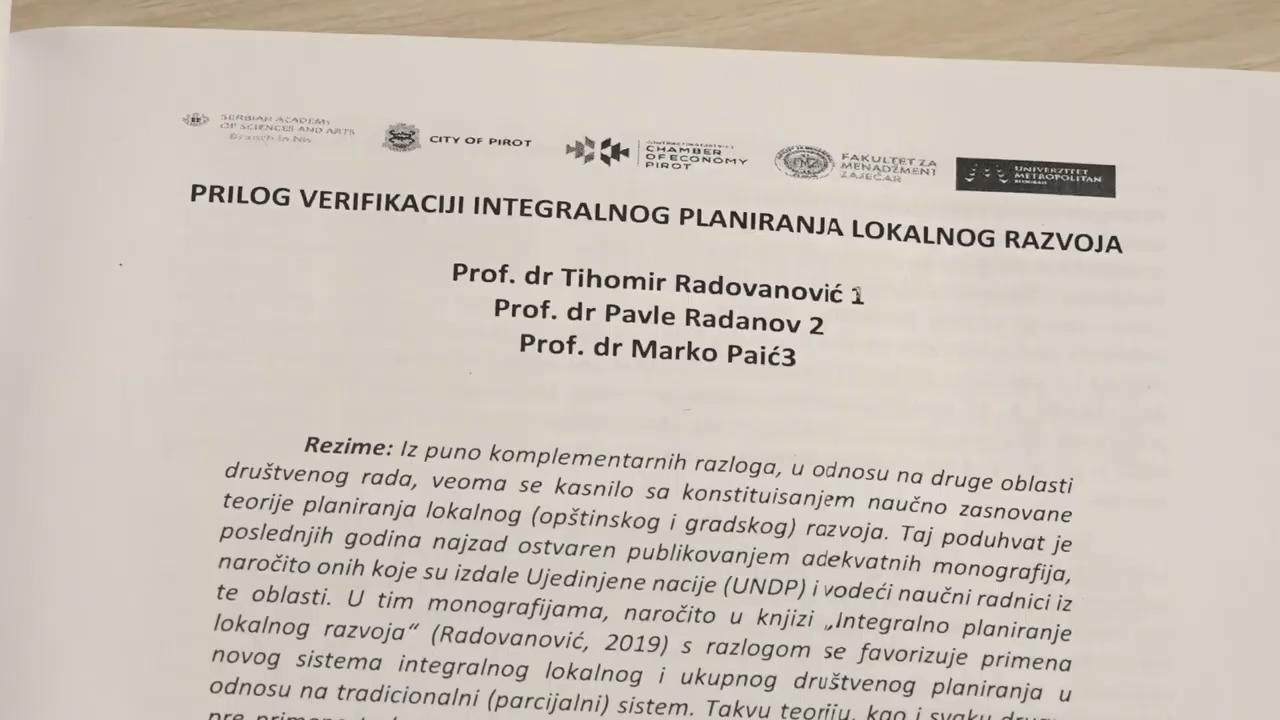 SERBIAN ACADEMY
OF SCIENCES AND ARTS
Branch in Nis
CITY OF PIROT
CHAMBER
OF ECONOMY
PIROT
FAKULTET ZA
MENADŽMENT
ZAJEČAR
UNIVERZITET
METROPOLITAN
PRILOG VERIFIKACIJI INTEGRALNOG PLANIRANJA LOKALNOG RAZVOJA
Prof. dr Tihomir Radovanović 1
Prof. dr Pavle Radanov 2
Prof. dr Marko Paić3
Rezime: Iz puno komplementarnih razloga, u odnosu na druge oblasti
društvenog rada, veoma se kasnilo sa konstituisanjem naučno zasnovane
teorije planiranja lokalnog (opštinskog i gradskog) razvoja. Taj poduhvat je
poslednjih godina najzad ostvaren publikovanjem adekvatnih monografija,
naročito onih koje su izdale Ujedinjene nacije (UNDP) i vodeći naučni radnici iz
te oblasti. U tim monografijama, naročito u knjizi „Integralno planiranje
lokalnog razvoja“ (Radovanović, 2019) s razlogom se favorizuje primena
novog sistema integralnog lokalnog i ukupnog društvenog planiranja u
odnosu na tradicionalni (parcijalni) sistem. Takvu teoriju, kao i svaku